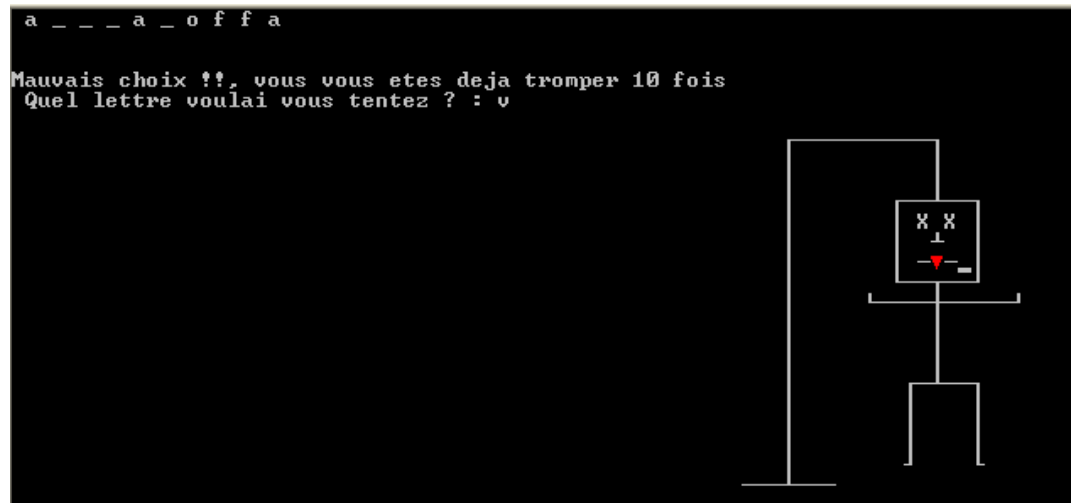 a _ _ _ a _ o f f a
Mauvais choix !!, vous vous etes deja tromper 10 fois
Quel lettre voulai vous tentez ? : v
X X